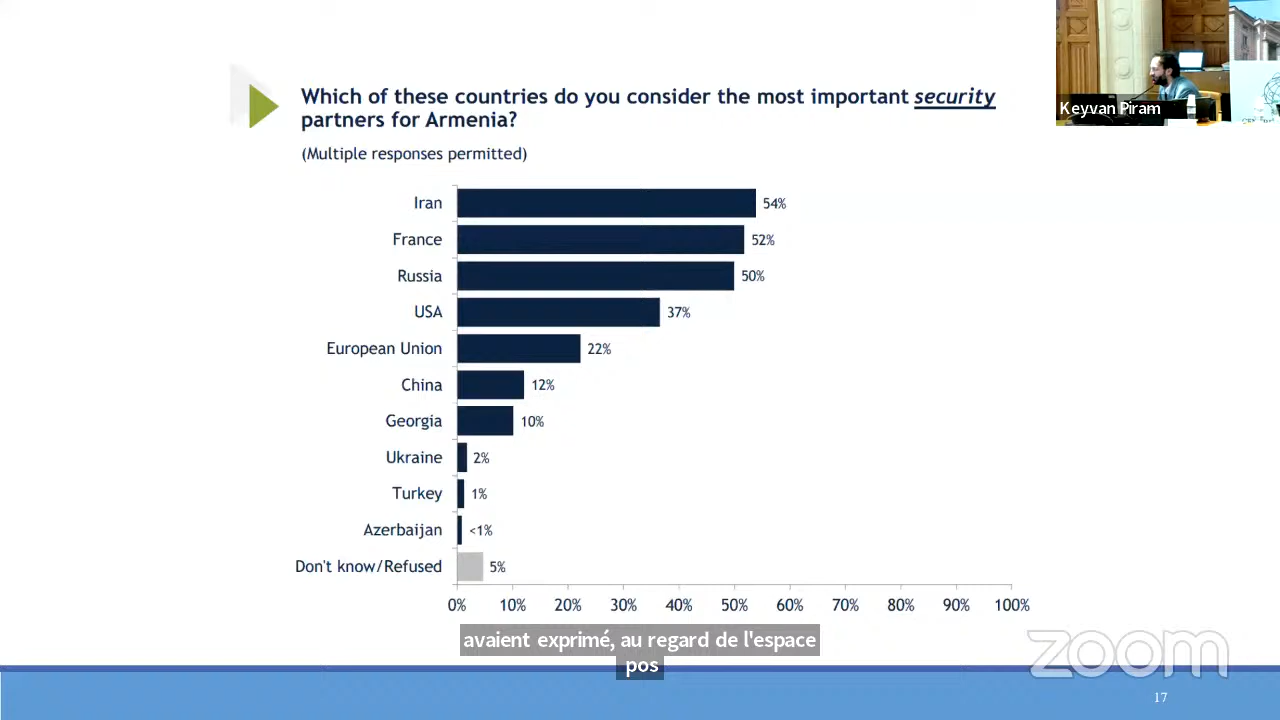 Which of these countries do you consider the most important security
partners for Armenia?
(Multiple responses permitted)
Keyvan Piram
Iran 54%
France 52%
Russia 50%
USA 37%
European Union 22%
China 12%
Georgia 10%
Ukraine 2%
Turkey 1%
Azerbaijan <1%
Don't know/Refused 5%
0% 10% 20% 30% 40% 50% 60% 70% 80% 90% 100%
avaient exprimé, au regard de l'espace
pos
zoom
17